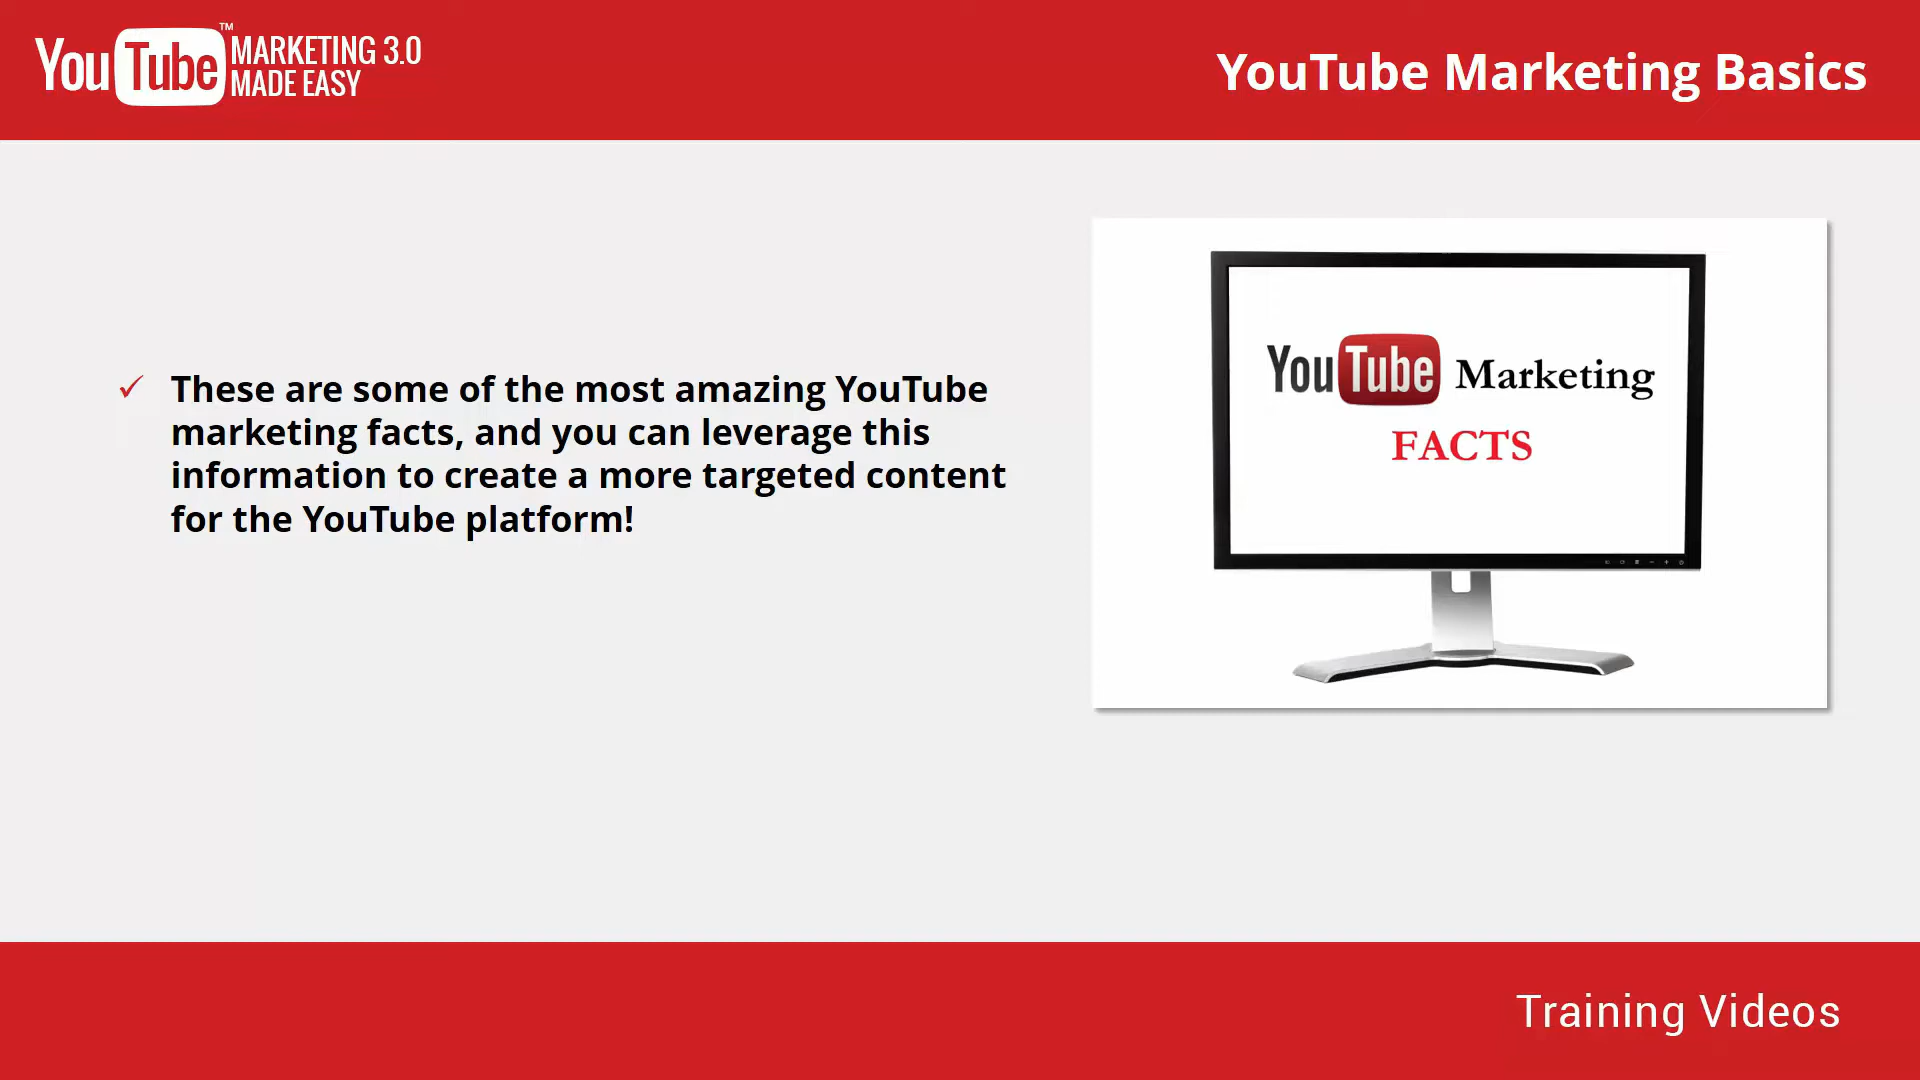 YouTube™ MARKETING 3.0
MADE EASY
YouTube Marketing Basics
✓ These are some of the most amazing YouTube
marketing facts, and you can leverage this
information to create a more targeted content
for the YouTube platform!
YouTube Marketing
FACTS
Training Videos